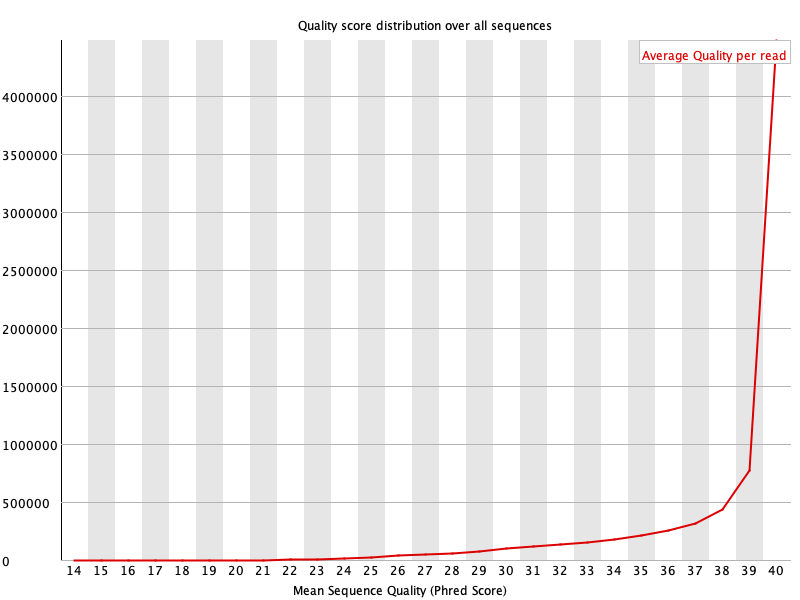 Quality score distribution over all sequences
Average Quality per read
4000000
3500000
3000000
2500000
2000000
1500000
1000000
500000
0
14 15 16 17 18 19 20 21 22 23 24 25 26 27 28 29 30 31 32 33 34 35 36 37 38 39 40
Mean Sequence Quality (Phred Score)